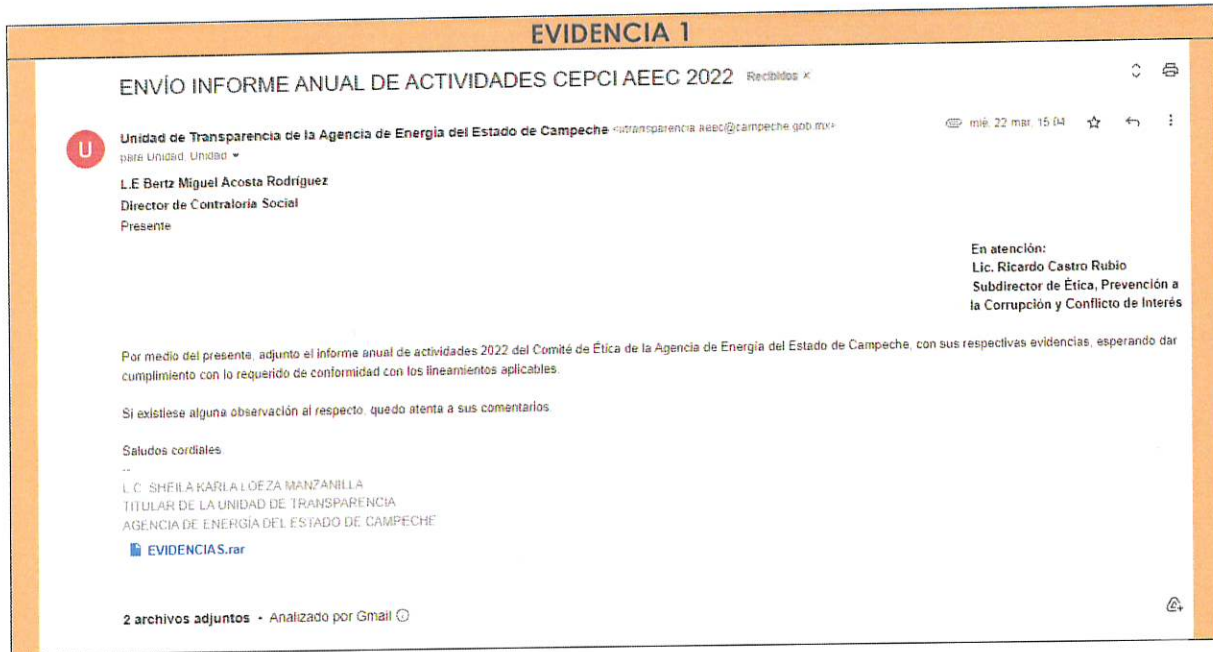 EVIDENCIA 1
ENVÍO INFORME ANUAL DE ACTIVIDADES CEPCI AEEC 2022 Recibidos ×
U
Unidad de Transparencia de la Agencia de Energía del Estado de Campeche <utransparencia.aeec@campeche.gob.mx>
mié, 22 mar, 15:04
para Unidad, Unidad
L.E Bertz Miguel Acosta Rodríguez
Director de Contraloría Social
Presente
En atención:
Lic. Ricardo Castro Rubio
Subdirector de Ética, Prevención a
la Corrupción y Conflicto de Interés
Por medio del presente, adjunto el informe anual de actividades 2022 del Comité de Ética de la Agencia de Energía del Estado de Campeche, con sus respectivas evidencias, esperando dar
cumplimiento con lo requerido de conformidad con los lineamientos aplicables.
Si existiese alguna observación al respecto, quedo atenta a sus comentarios
Saludos cordiales
--
L.C. SHEILA KARLA LOEZA MANZANILLA
TITULAR DE LA UNIDAD DE TRANSPARENCIA
AGENCIA DE ENERGÍA DEL ESTADO DE CAMPECHE
EVIDENCIAS.rar
2 archivos adjuntos • Analizado por Gmail